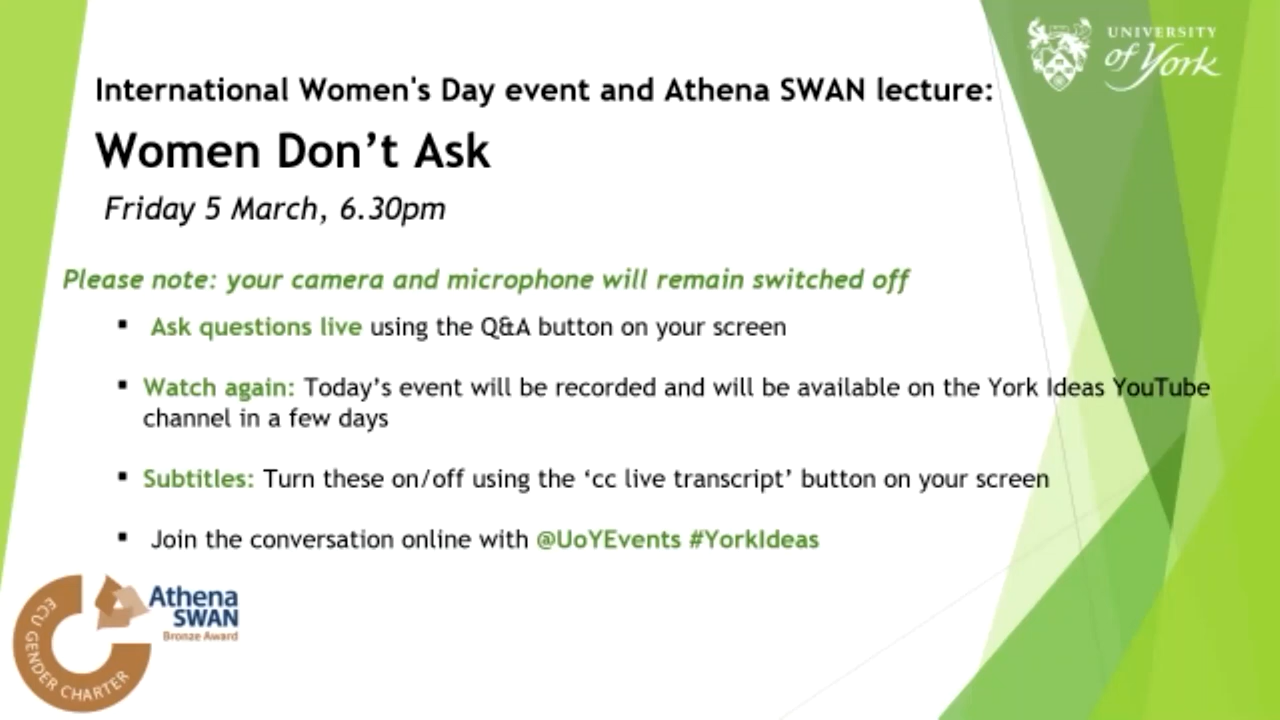 UNIVERSITY
of York
International Women's Day event and Athena SWAN lecture:
Women Don’t Ask
Friday 5 March, 6.30pm
Please note: your camera and microphone will remain switched off
▪ Ask questions live using the Q&A button on your screen
▪ Watch again: Today’s event will be recorded and will be available on the York Ideas YouTube
channel in a few days
▪ Subtitles: Turn these on/off using the ‘cc live transcript’ button on your screen
▪ Join the conversation online with @UoYEvents #YorkIdeas
Athena
SWAN
Bronze Award
ECU GENDER CHARTER